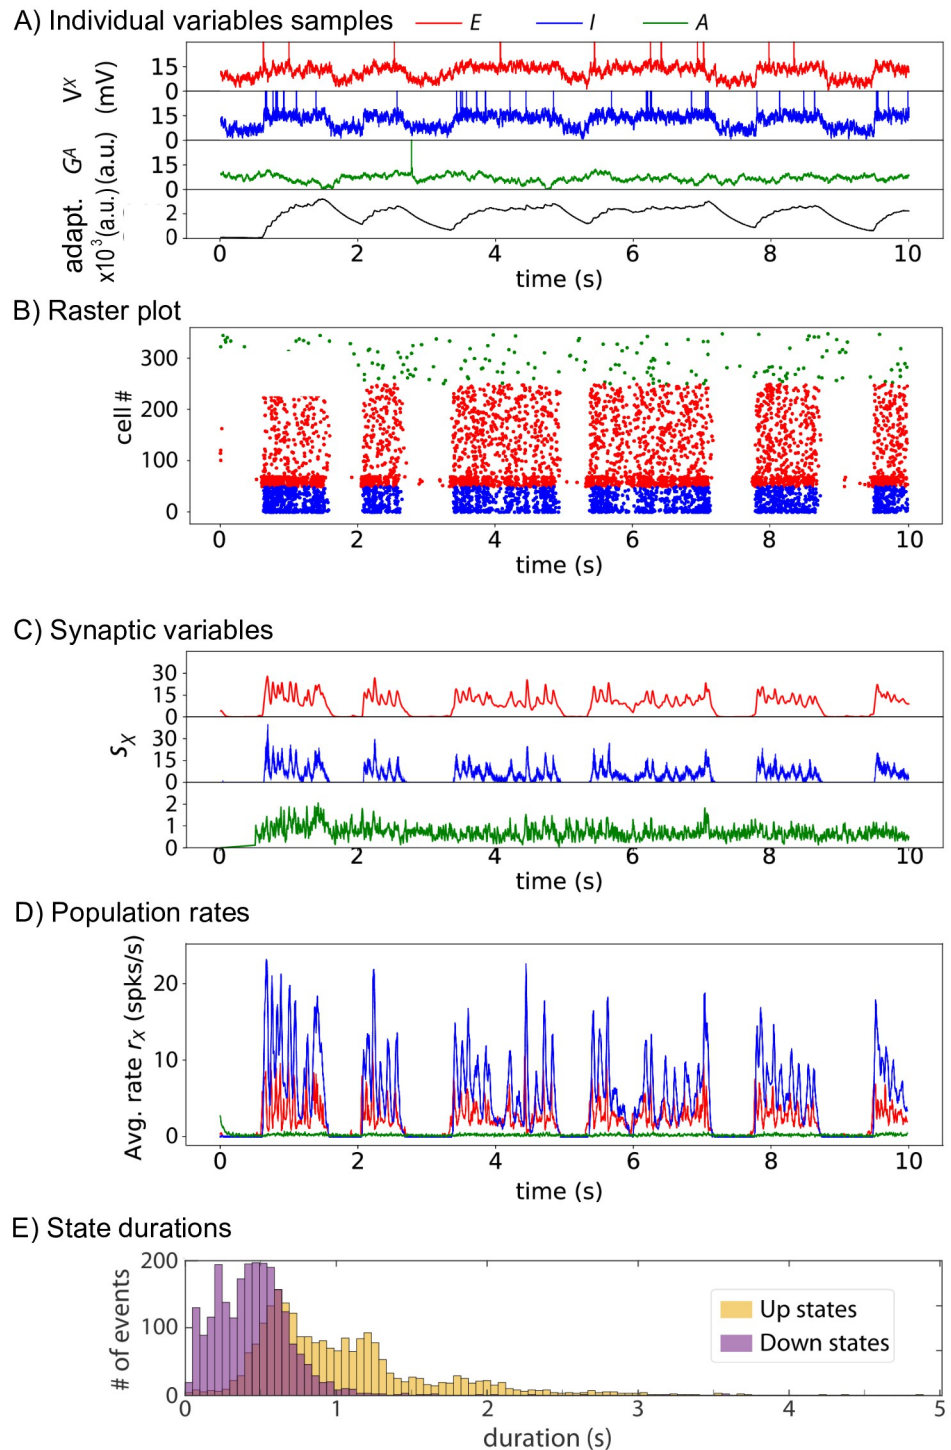 A) Individual variables samples E I A
Vˣ (mV)
15
0
15
0
Gᴬ (a.u.)
15
0
adapt. x10³(a.u.)
2
0
0 2 4 6 8 10
time (s)
B) Raster plot
cell #
300
200
100
0
0 2 4 6 8 10
time (s)
C) Synaptic variables
S_X
30
15
0
30
15
0
2
1
0
0 2 4 6 8 10
time (s)
D) Population rates
Avg. rate r_X (spks/s)
20
10
0
0 2 4 6 8 10
time (s)
E) State durations
# of events
200
100
0
Up states
Down states
0 1 2 3 4 5
duration (s)